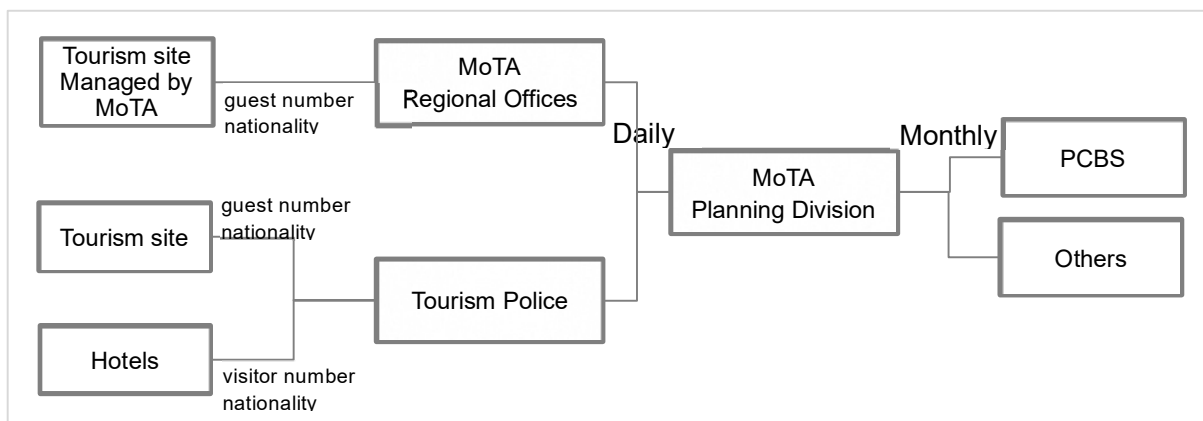 Tourism site
Managed by
MoTA
guest number
nationality
MoTA
Regional Offices
Daily
Monthly
MoTA
Planning Division
PCBS
Others
Tourism site
guest number
nationality
Tourism Police
Hotels
visitor number
nationality